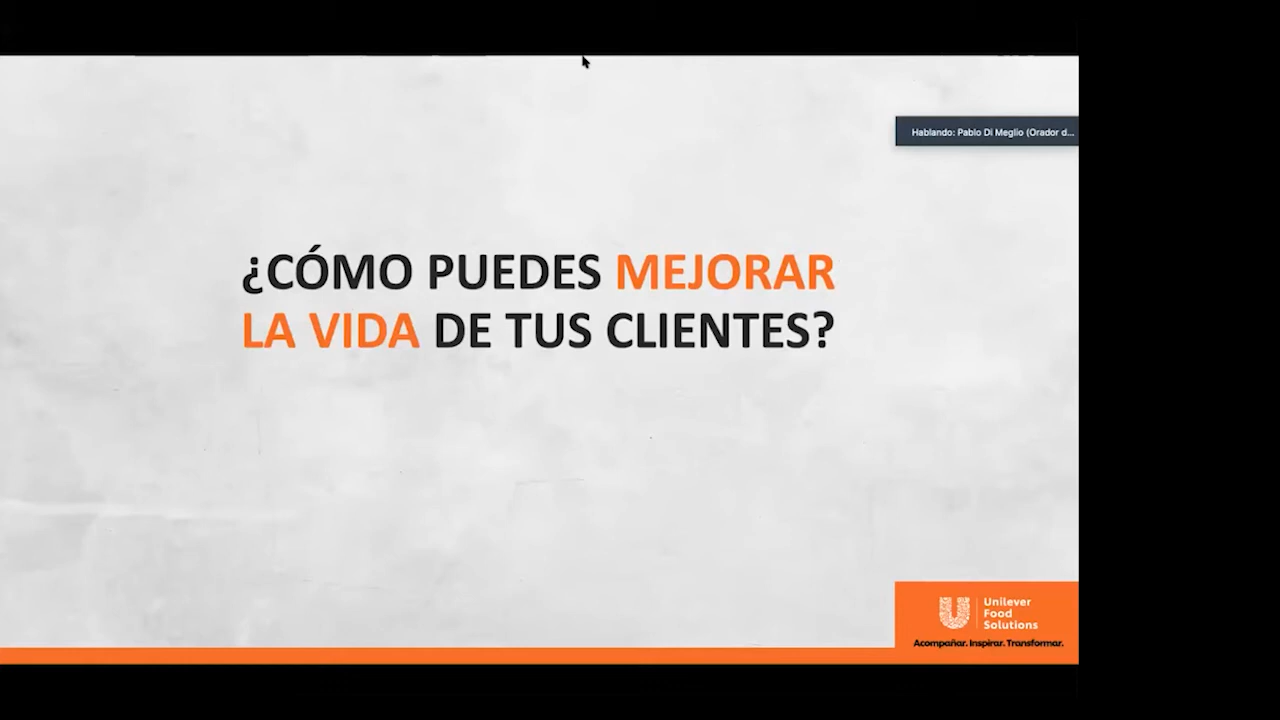 Hablando: Pablo Di Meglio (Orador d...
¿CÓMO PUEDES MEJORAR
LA VIDA DE TUS CLIENTES?
Unilever
Food
Solutions
Acompañar. Inspirar. Transformar.